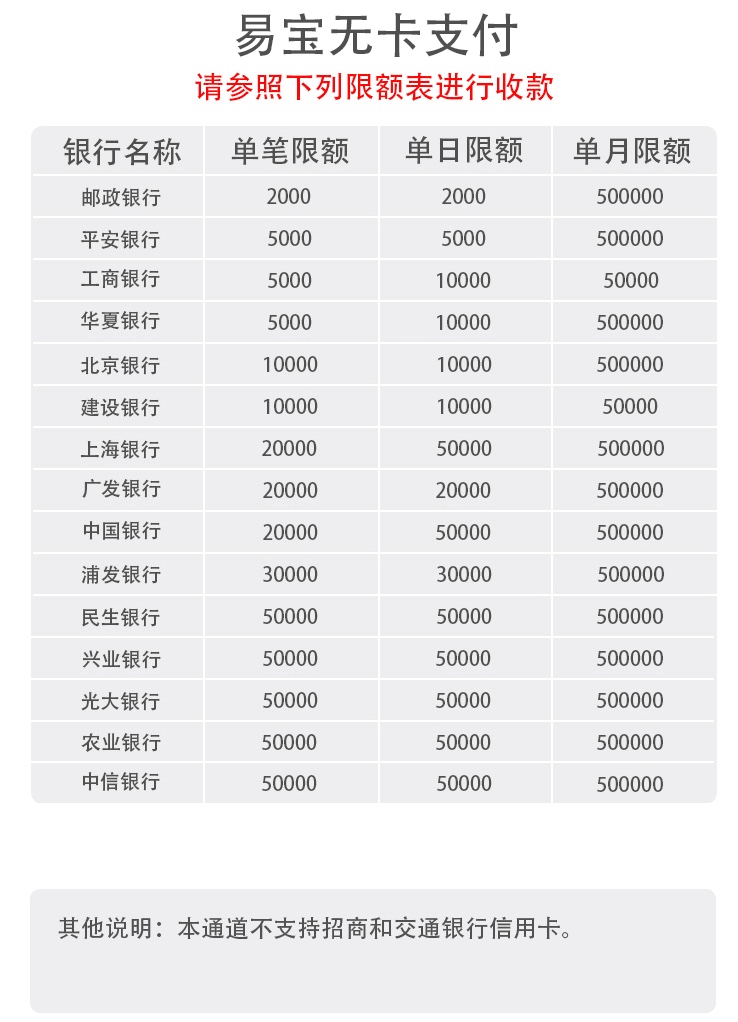 易宝无卡支付
请参照下列限额表进行收款
银行名称 单笔限额 单日限额 单月限额
邮政银行 2000 2000 500000
平安银行 5000 5000 500000
工商银行 5000 10000 50000
华夏银行 5000 10000 500000
北京银行 10000 10000 500000
建设银行 10000 10000 50000
上海银行 20000 50000 500000
广发银行 20000 20000 500000
中国银行 20000 50000 500000
浦发银行 30000 30000 500000
民生银行 50000 50000 500000
兴业银行 50000 50000 500000
光大银行 50000 50000 500000
农业银行 50000 50000 500000
中信银行 50000 50000 500000
其他说明：本通道不支持招商和交通银行信用卡。